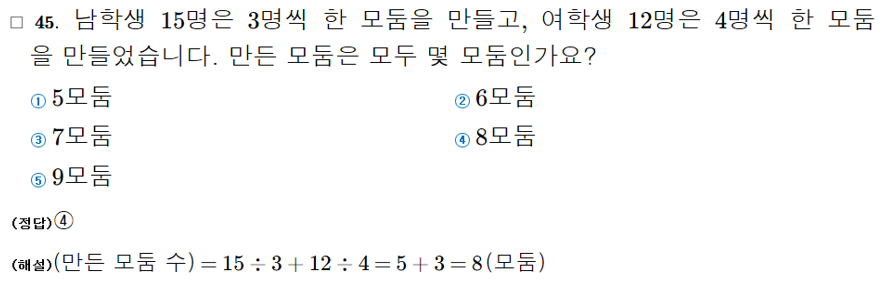 □ 45. 남학생 15명은 3명씩 한 모둠을 만들고, 여학생 12명은 4명씩 한 모둠
을 만들었습니다. 만든 모둠은 모두 몇 모둠인가요?
① 5모둠 ② 6모둠
③ 7모둠 ④ 8모둠
⑤ 9모둠
(정답)④
(해설)(만든 모둠 수) = 15 ÷ 3 + 12 ÷ 4 = 5 + 3 = 8(모둠)